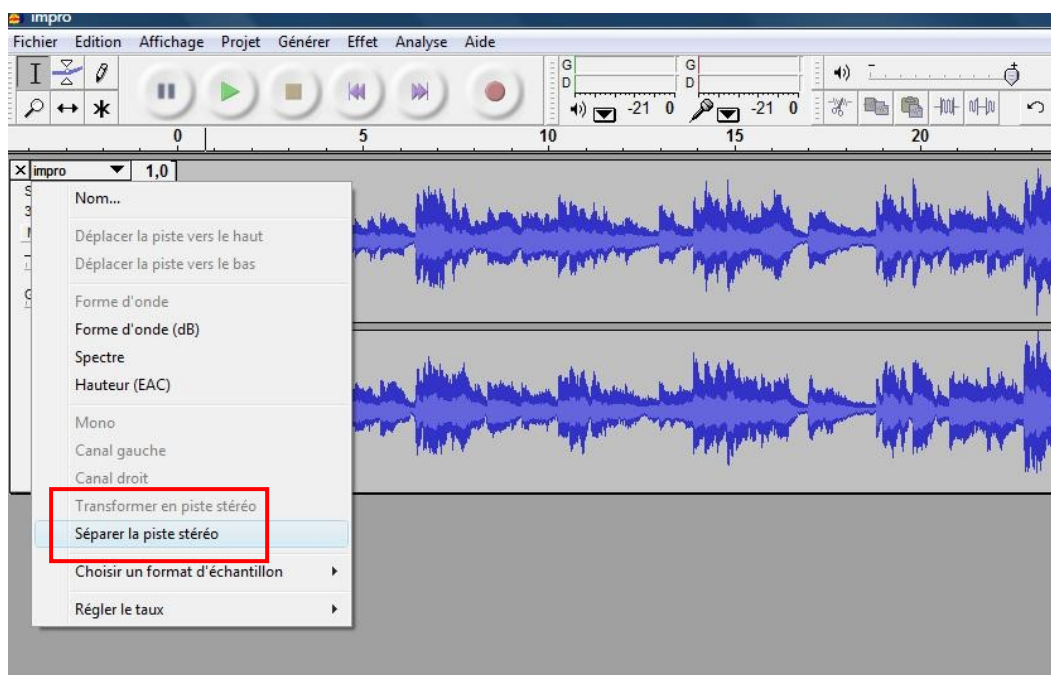 impro
Fichier Edition Affichage Projet Générer Effet Analyse Aide
G G
D D
-21 0 -21 0
0 5 10 15 20
impro 1,0
S
3
Nom...
Déplacer la piste vers le haut
Déplacer la piste vers le bas
G
Forme d'onde
Forme d'onde (dB)
Spectre
Hauteur (EAC)
Mono
Canal gauche
Canal droit
Transformer en piste stéréo
Séparer la piste stéréo
Choisir un format d'échantillon
Régler le taux